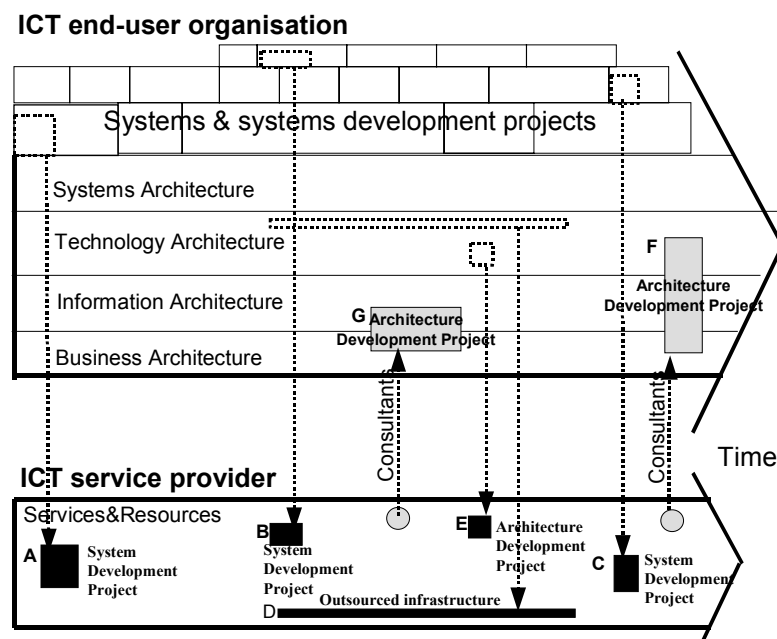 ICT end-user organisation
Systems & systems development projects
Systems Architecture
Technology Architecture
F
Architecture
Development Project
Information Architecture
G
Architecture
Development Project
Business Architecture
Consultants
Consultants
Time
ICT service provider
Services&Resources
A
System
Development
Project
B
System
Development
Project
E
Architecture
Development
Project
C
System
Development
Project
D
Outsourced infrastructure